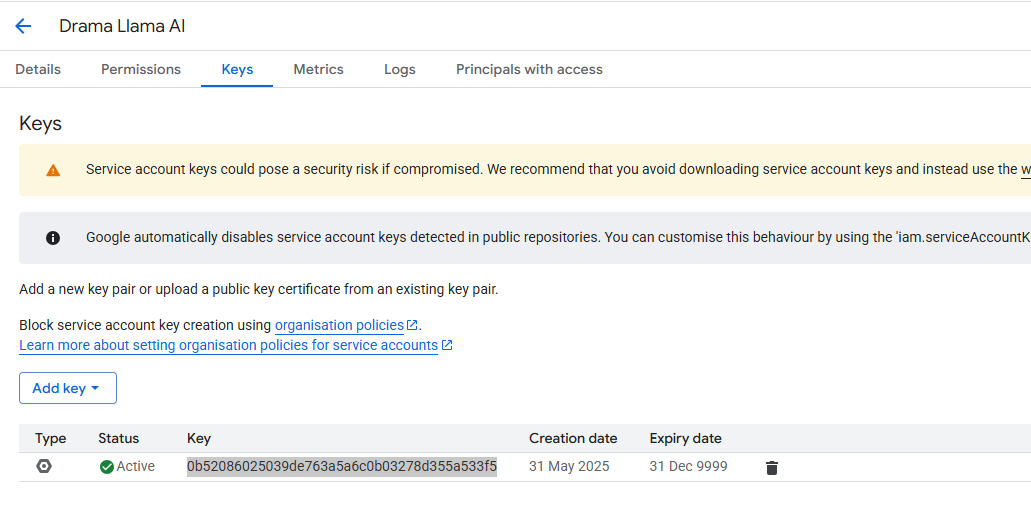 Drama Llama AI
Details Permissions Keys Metrics Logs Principals with access
Keys
Service account keys could pose a security risk if compromised. We recommend that you avoid downloading service account keys and instead use the
Google automatically disables service account keys detected in public repositories. You can customise this behaviour by using the 'iam.serviceAccountK
Add a new key pair or upload a public key certificate from an existing key pair.
Block service account key creation using organisation policies.
Learn more about setting organisation policies for service accounts
Add key
Type Status Key Creation date Expiry date
Active 0b52086025039de763a5a6c0b03278d355a533f5 31 May 2025 31 Dec 9999